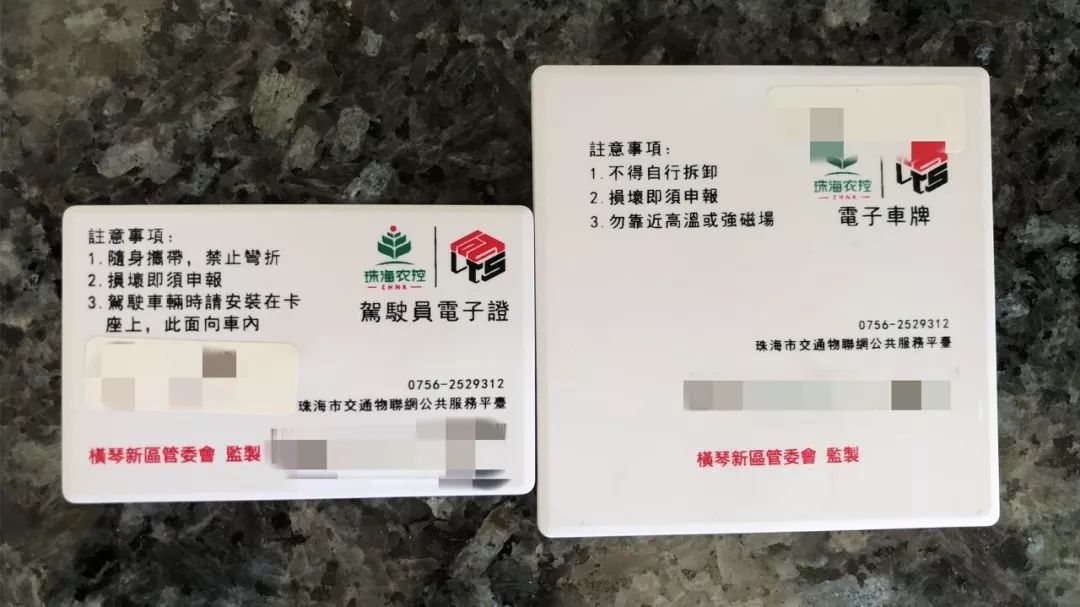 註意事項：
1.隨身攜帶，禁止彎折
2.損壞即須申報
3.駕駛車輛時請安裝在卡
座上，此面向車內
珠海农控
ZHNK
LTS
駕駛員電子證
0756-2529312
珠海市交通物聯網公共服務平臺
橫琴新區管委會 監製
註意事項：
1.不得自行拆卸
2.損壞即須申報
3.勿靠近高溫或強磁場
珠海农控
ZHNK
LTS
電子車牌
0756-2529312
珠海市交通物聯網公共服務平臺
橫琴新區管委會 監製